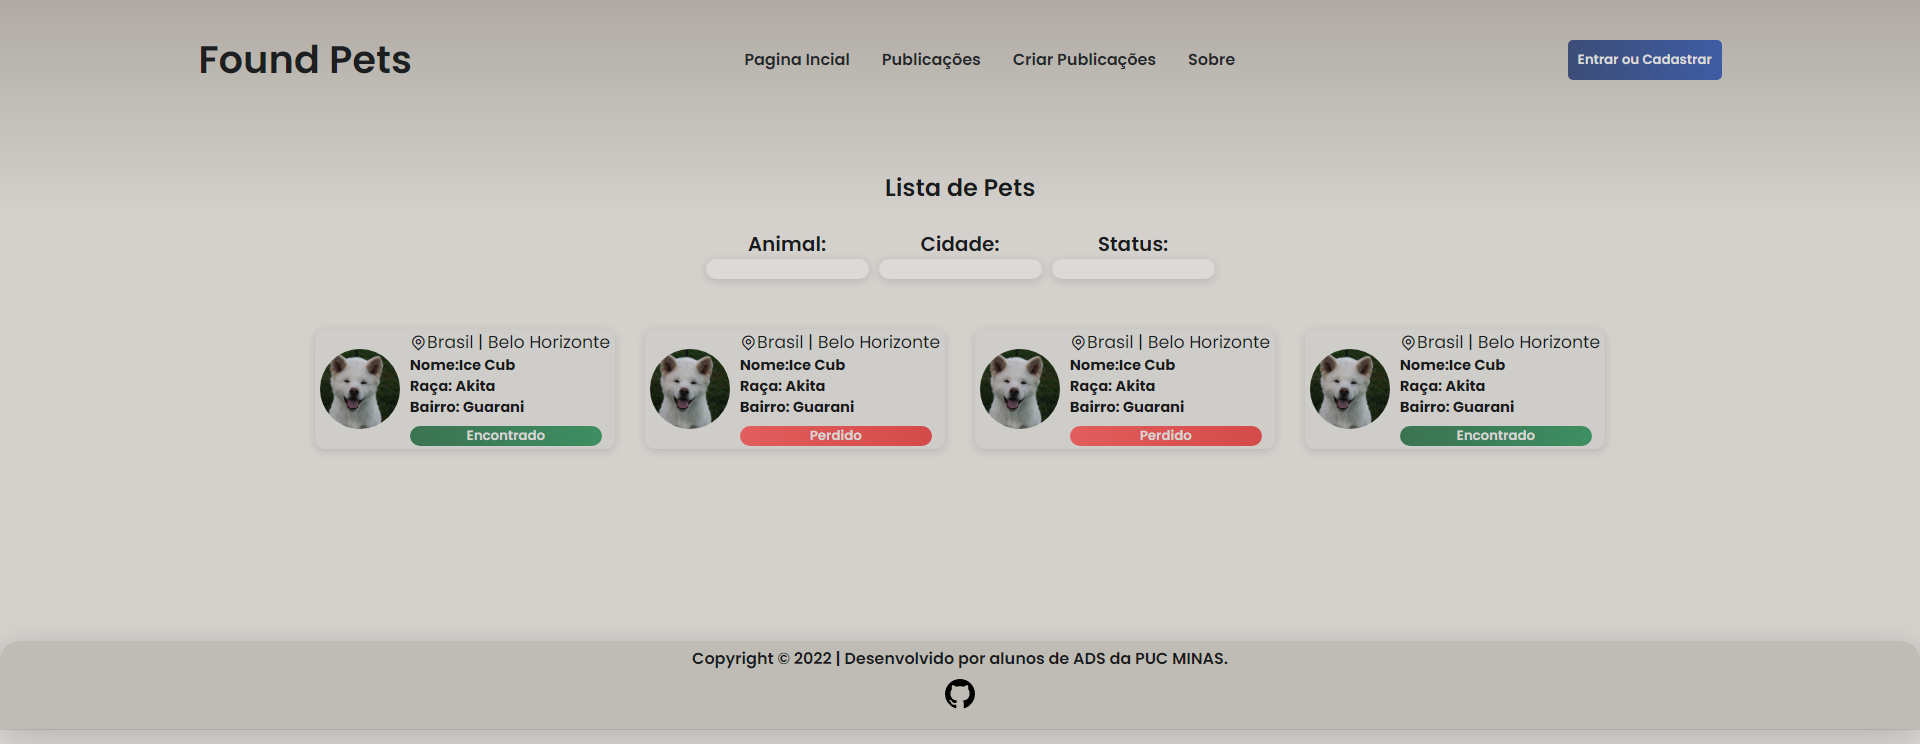 Found Pets
Pagina Incial
Publicações
Criar Publicações
Sobre
Entrar ou Cadastrar
Lista de Pets
Animal:
Cidade:
Status:
Brasil | Belo Horizonte
Nome:Ice Cub
Raça: Akita
Bairro: Guarani
Encontrado
Brasil | Belo Horizonte
Nome:Ice Cub
Raça: Akita
Bairro: Guarani
Perdido
Brasil | Belo Horizonte
Nome:Ice Cub
Raça: Akita
Bairro: Guarani
Perdido
Brasil | Belo Horizonte
Nome:Ice Cub
Raça: Akita
Bairro: Guarani
Encontrado
Copyright © 2022 | Desenvolvido por alunos de ADS da PUC MINAS.